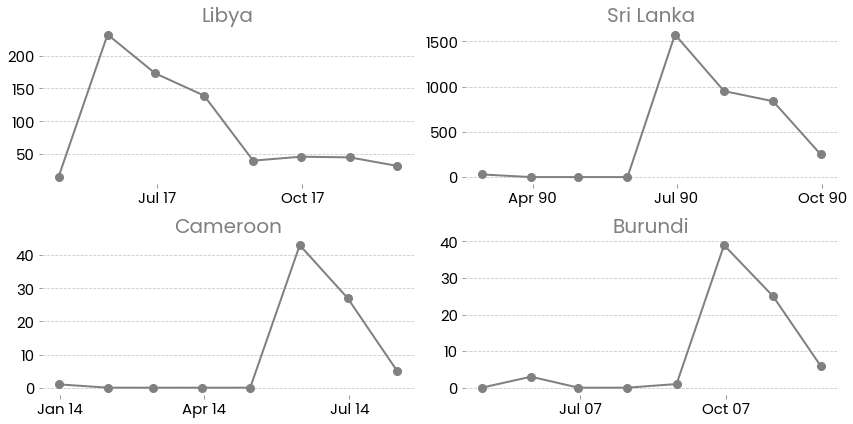 Libya
200
150
100
50
Jul 17 Oct 17
Sri Lanka
1500
1000
500
0
Apr 90 Jul 90 Oct 90
Cameroon
40
30
20
10
0
Jan 14 Apr 14 Jul 14
Burundi
40
30
20
10
0
Jul 07 Oct 07